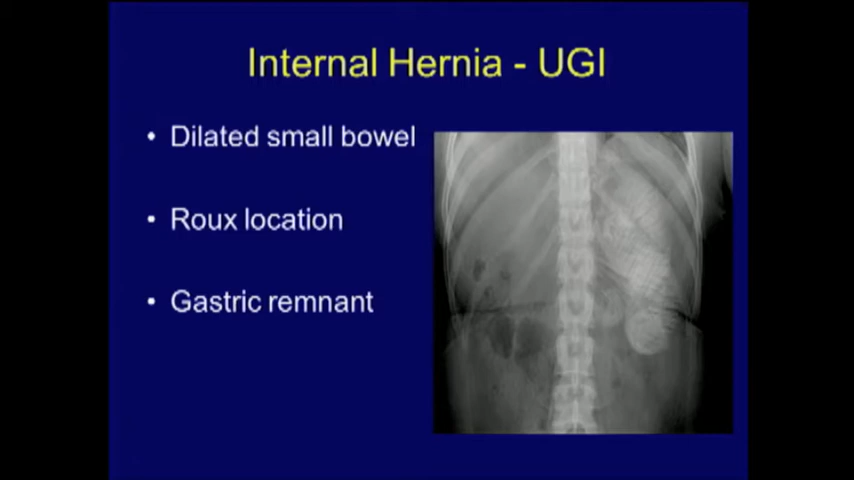 Internal Hernia - UGI
• Dilated small bowel
• Roux location
• Gastric remnant